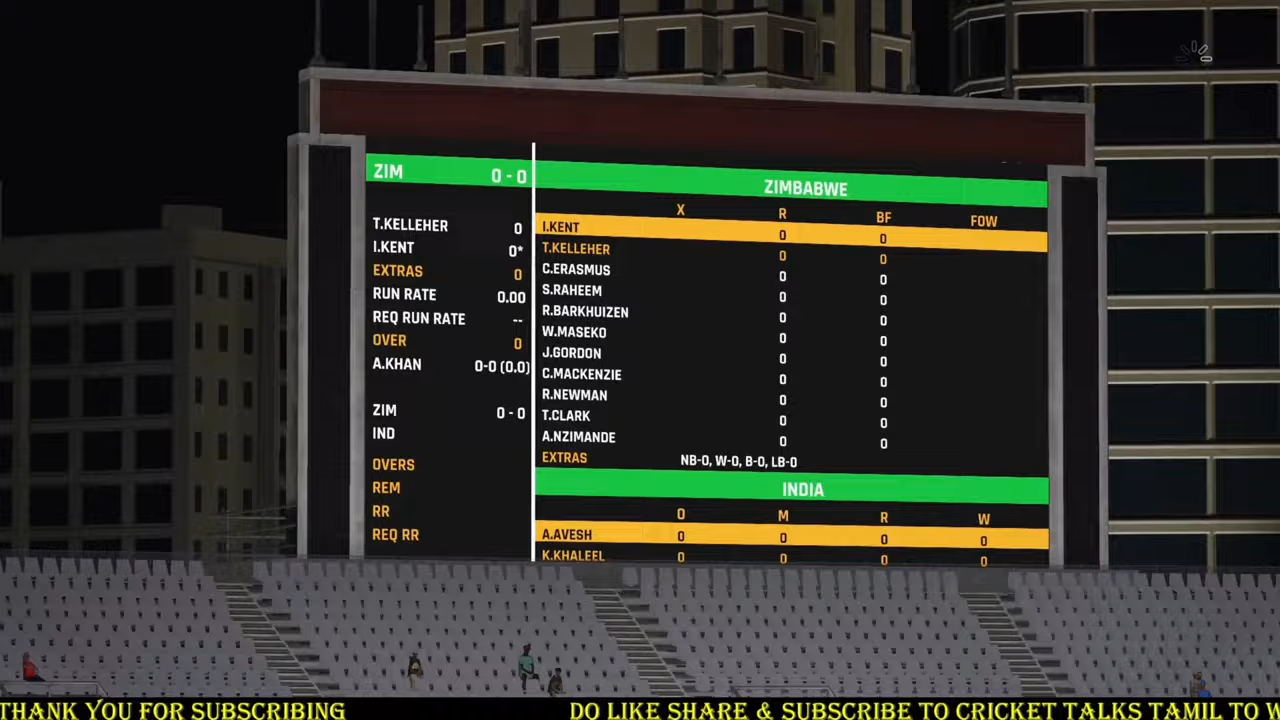 ZIM 0 - 0
T.KELLEHER 0
I.KENT 0*
EXTRAS 0
RUN RATE 0.00
REQ RUN RATE --
OVER 0
A.KHAN 0-0 (0.0)
ZIM 0 - 0
IND
OVERS
REM
RR
REQ RR
ZIMBABWE
X R BF FOW
I.KENT 0 0
T.KELLEHER 0 0
C.ERASMUS 0 0
S.RAHEEM 0 0
R.BARKHUIZEN 0 0
W.MASEKO 0 0
J.GORDON 0 0
C.MACKENZIE 0 0
R.NEWMAN 0 0
T.CLARK 0 0
A.NZIMANDE 0 0
EXTRAS NB-0, W-0, B-0, LB-0
INDIA
O M R W
A.AVESH 0 0 0 0
K.KHALEEL 0 0 0 0
THANK YOU FOR SUBSCRIBING DO LIKE SHARE & SUBSCRIBE TO CRICKET TALKS TAMIL TO W